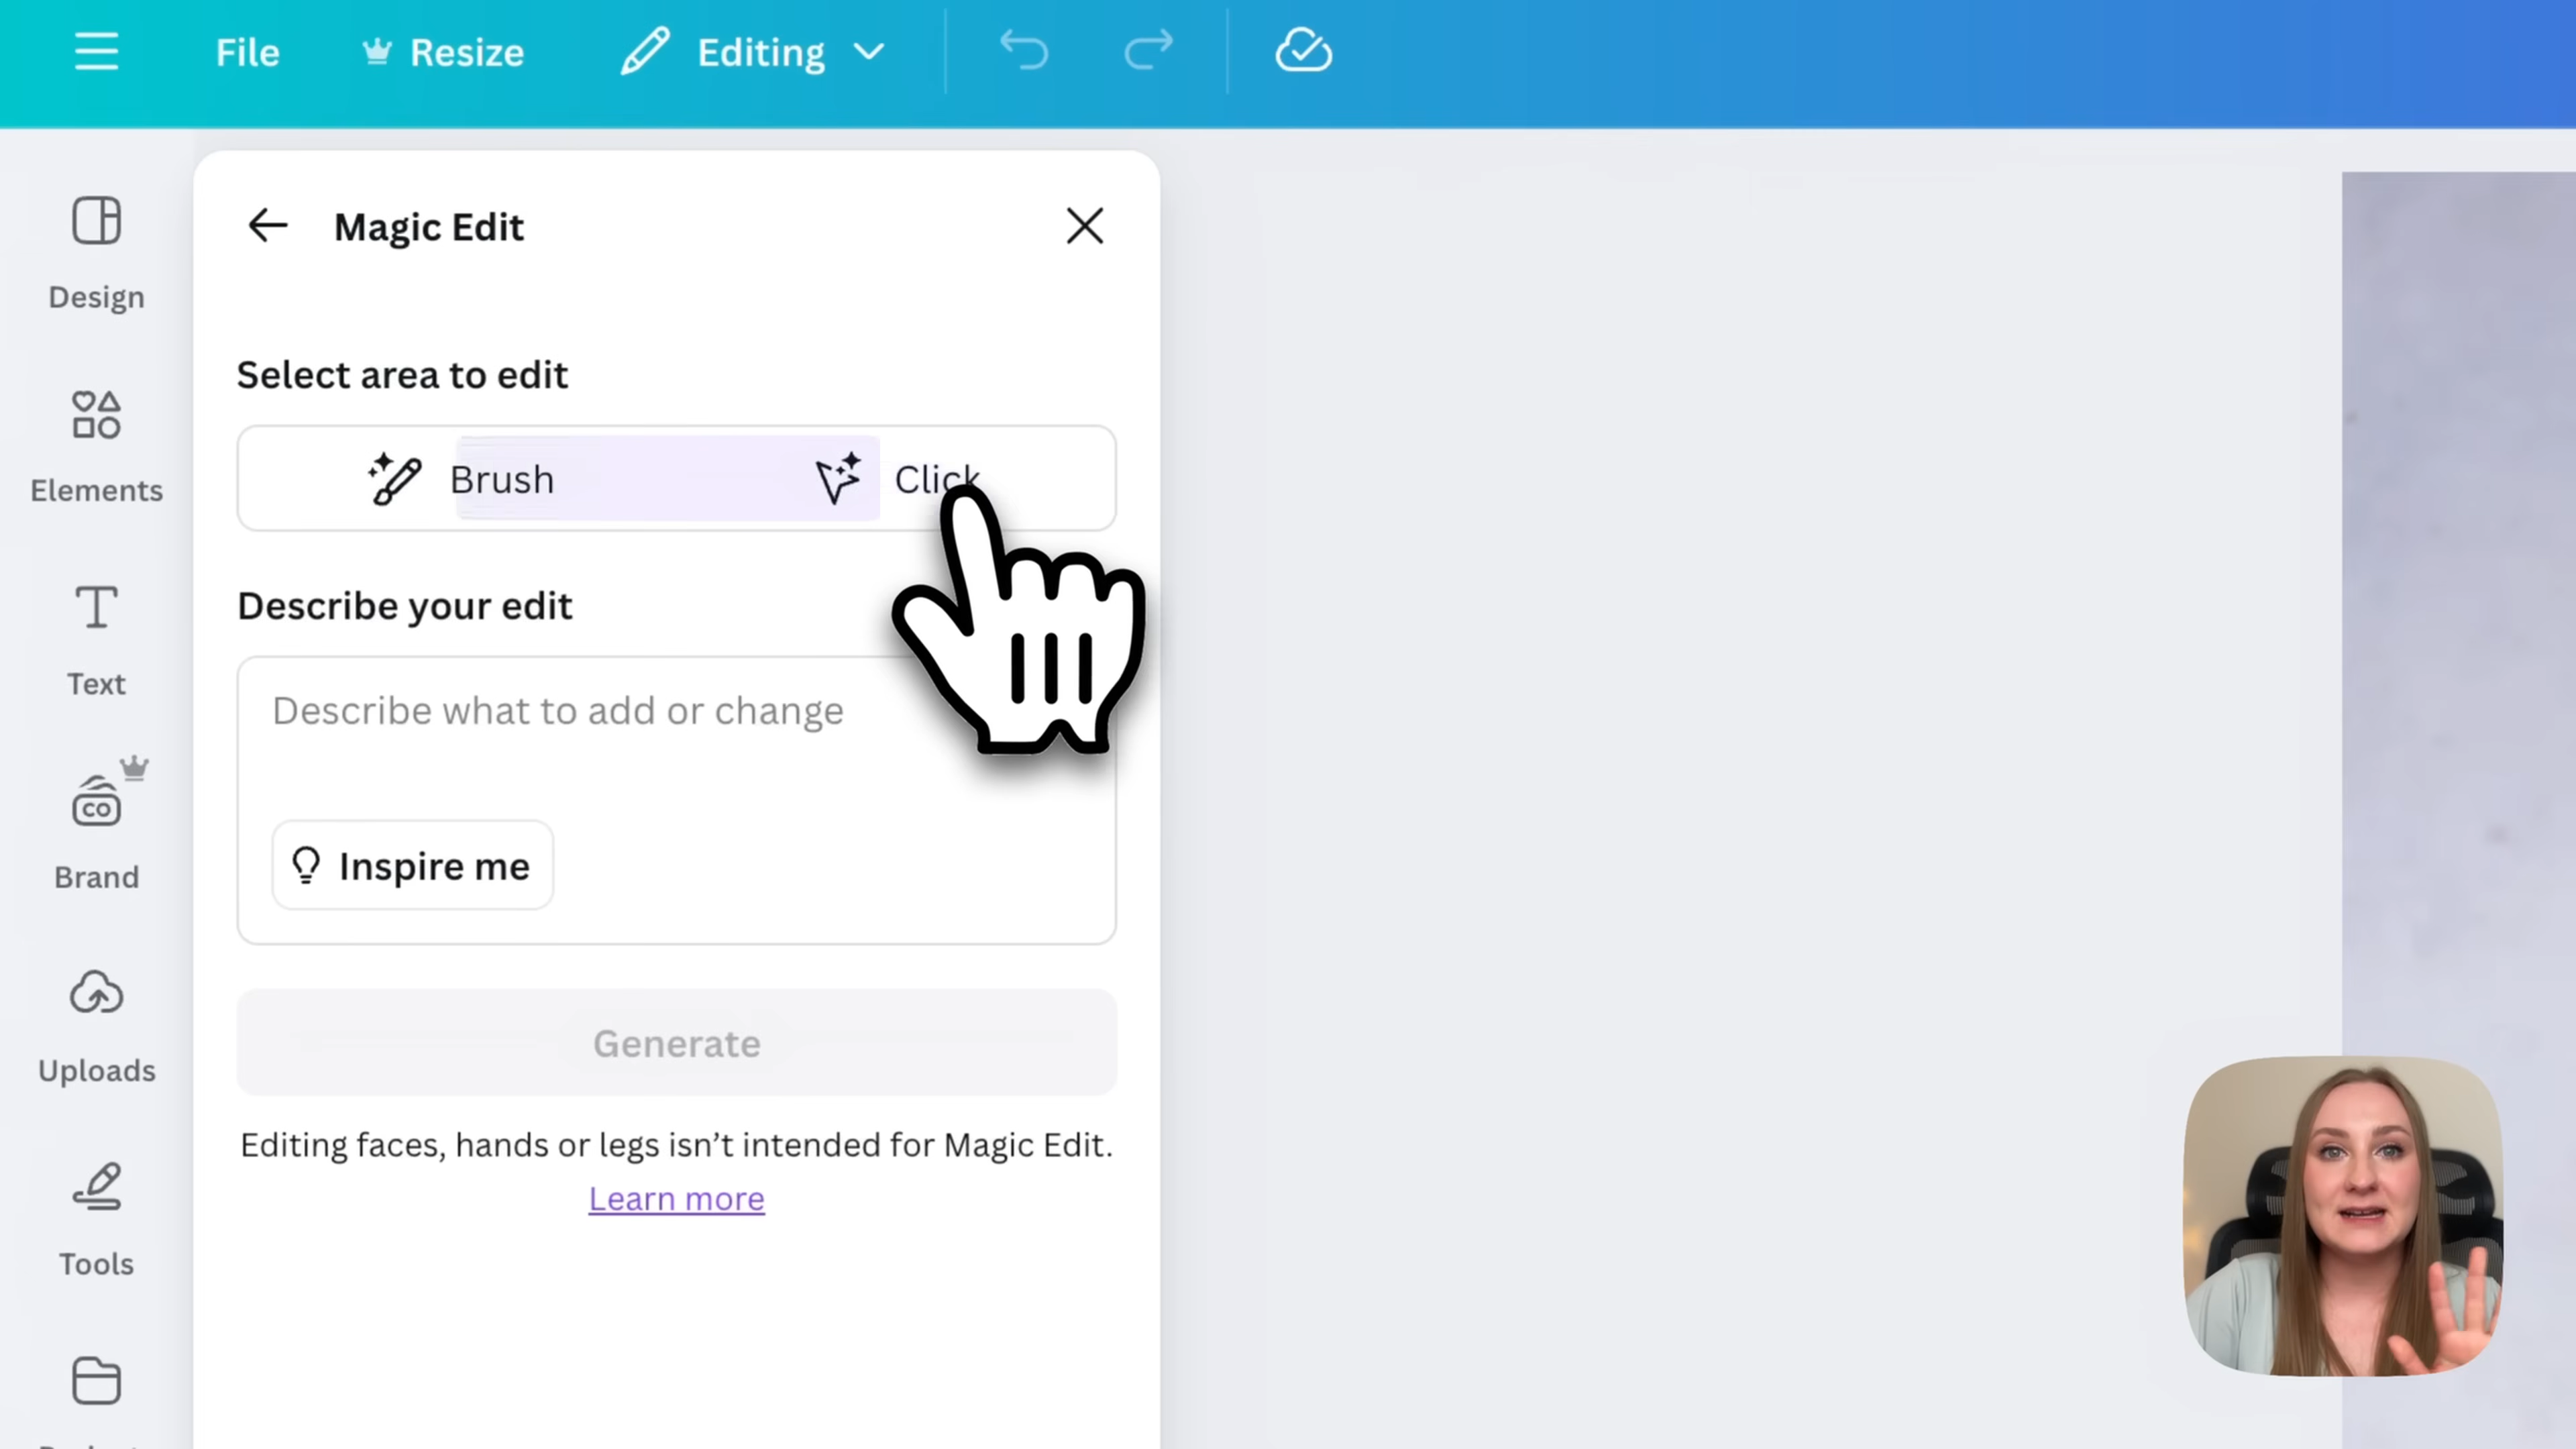 File
Resize
Editing
Design
Elements
Text
CO
Brand
Uploads
Tools
Magic Edit
Select area to edit
Brush
Click
Describe your edit
Describe what to add or change
Inspire me
Generate
Editing faces, hands or legs isn’t intended for Magic Edit.
Learn more